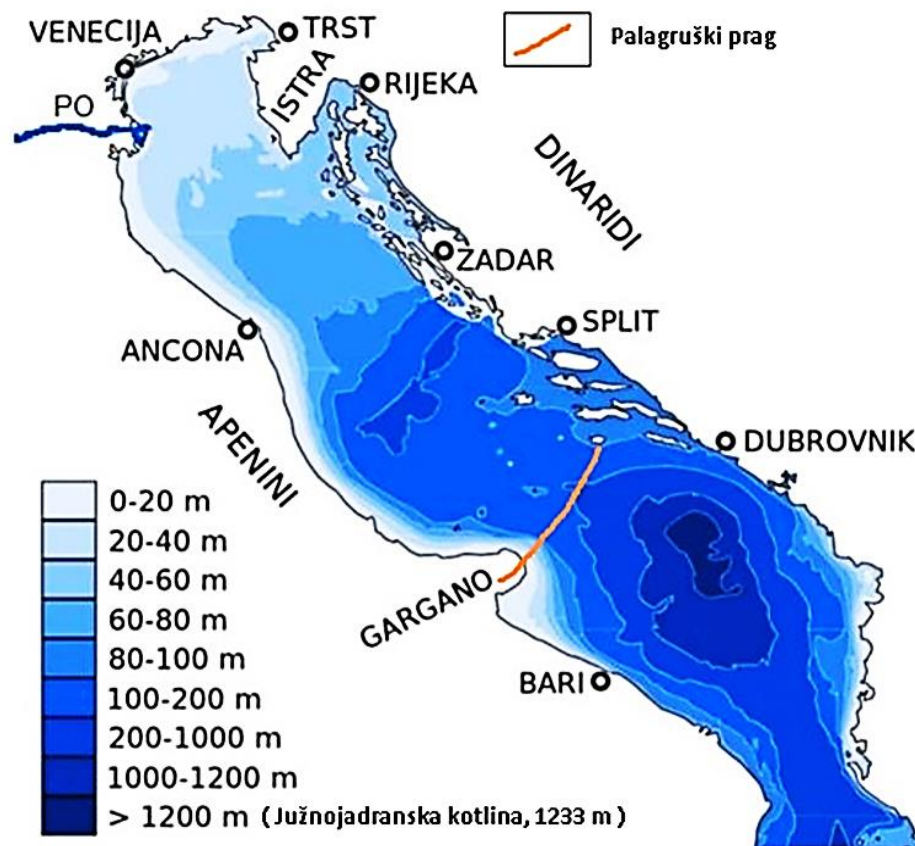 VENECIJA
TRST
Palagruški prag
ISTRA
RIJEKA
PO
DINARIDI
ZADAR
SPLIT
ANCONA
APENINI
DUBROVNIK
GARGANO
BARI
0-20 m
20-40 m
40-60 m
60-80 m
80-100 m
100-200 m
200-1000 m
1000-1200 m
> 1200 m ( Južnojadranska kotlina, 1233 m )